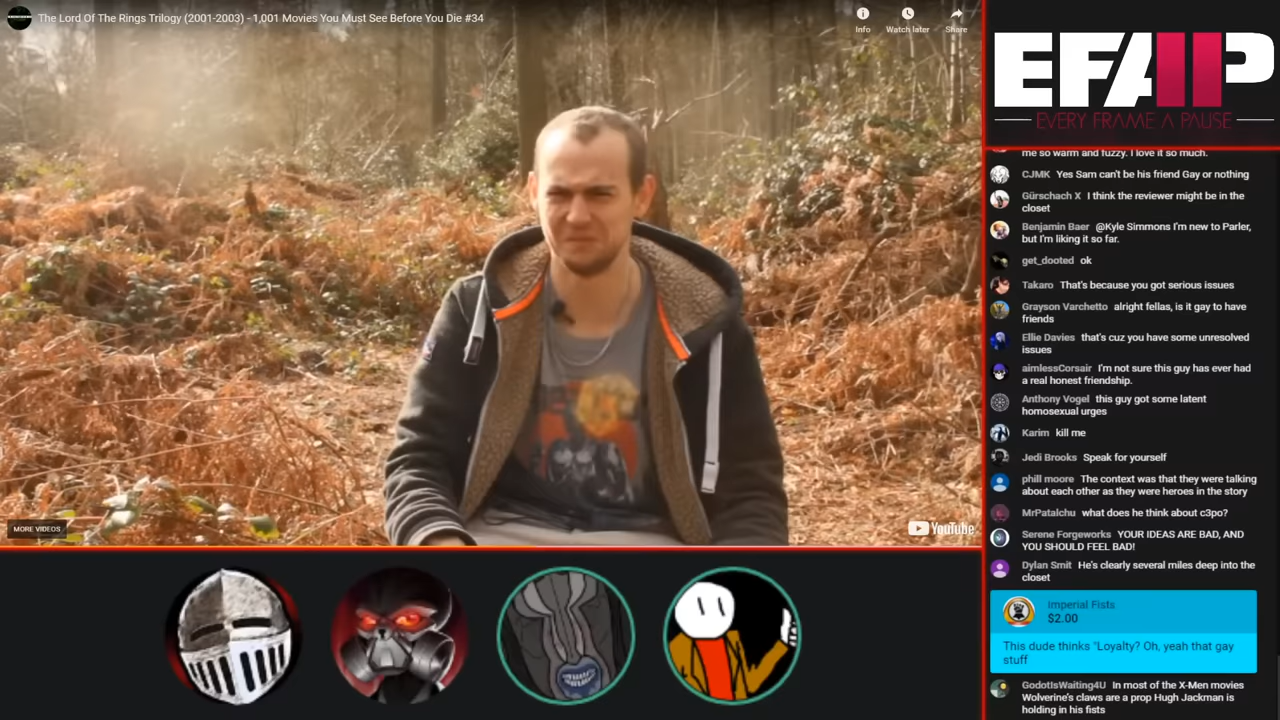 The Lord Of The Rings Trilogy (2001-2003) - 1,001 Movies You Must See Before You Die #34
Info
Watch later
Share
MORE VIDEOS
YouTube
EFAP
EVERY FRAME A PAUSE
me so warm and fuzzy. I love it so much.
CJMK Yes Sam can't be his friend Gay or nothing
Gürschach X I think the reviewer might be in the
closet
Benjamin Baer @Kyle Simmons I'm new to Parler,
but I'm liking it so far.
get_dooted ok
Takaro That's because you got serious issues
Grayson Varchetto alright fellas, is it gay to have
friends
Ellie Davies that's cuz you have some unresolved
issues
aimlessCorsair I'm not sure this guy has ever had
a real honest friendship.
Anthony Vogel this guy got some latent
homosexual urges
Karim kill me
Jedi Brooks Speak for yourself
phill moore The context was that they were talking
about each other as they were heroes in the story
MrPatalchu what does he think about c3po?
Serene Forgeworks YOUR IDEAS ARE BAD, AND
YOU SHOULD FEEL BAD!
Dylan Smit He's clearly several miles deep into the
closet
Imperial Fists
$2.00
This dude thinks "Loyalty? Oh, yeah that gay
stuff
GodotIsWaiting4U In most of the X-Men movies
Wolverine's claws are a prop Hugh Jackman is
holding in his fists